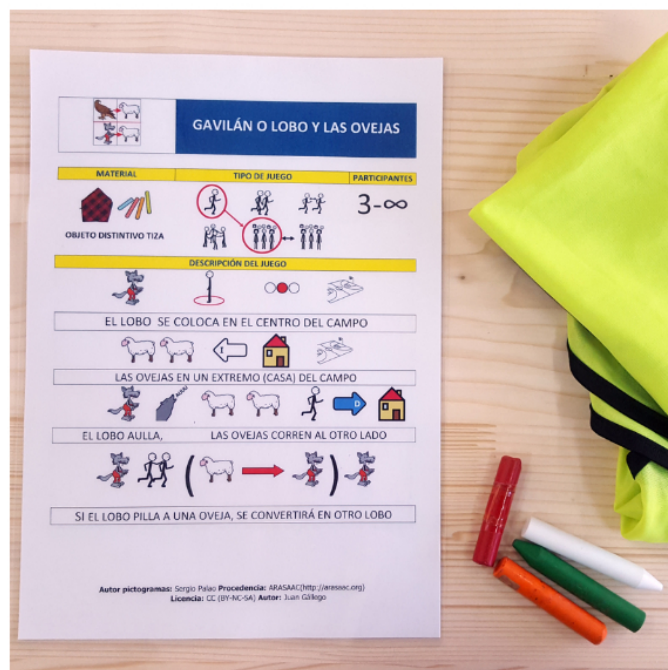 GAVILÁN O LOBO Y LAS OVEJAS
MATERIAL TIPO DE JUEGO PARTICIPANTES
3-∞
OBJETO DISTINTIVO TIZA
DESCRIPCIÓN DEL JUEGO
EL LOBO SE COLOCA EN EL CENTRO DEL CAMPO
LAS OVEJAS EN UN EXTREMO (CASA) DEL CAMPO
EL LOBO AULLA, LAS OVEJAS CORREN AL OTRO LADO
SI EL LOBO PILLA A UNA OVEJA, SE CONVERTIRÁ EN OTRO LOBO
Autor pictogramas: Sergio Palao Procedencia: ARASAAC(http://arasaac.org)
Licencia: CC (BY-NC-SA) Autor: Juan Gállego